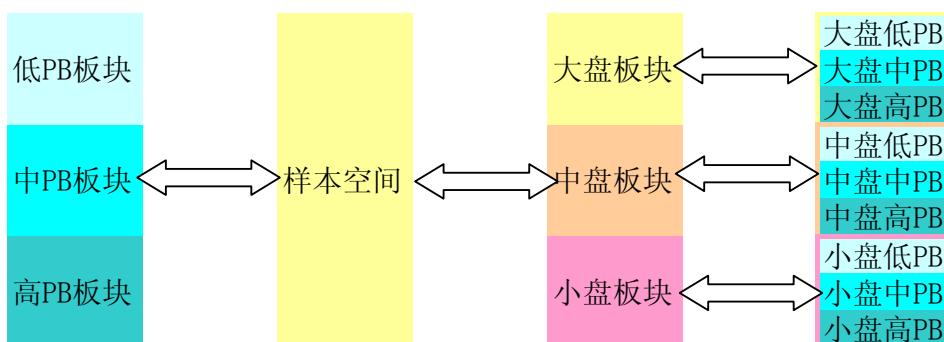 低PB板块
中PB板块
高PB板块
样本空间
大盘板块
中盘板块
小盘板块
大盘低PB
大盘中PB
大盘高PB
中盘低PB
中盘中PB
中盘高PB
小盘低PB
小盘中PB
小盘高PB